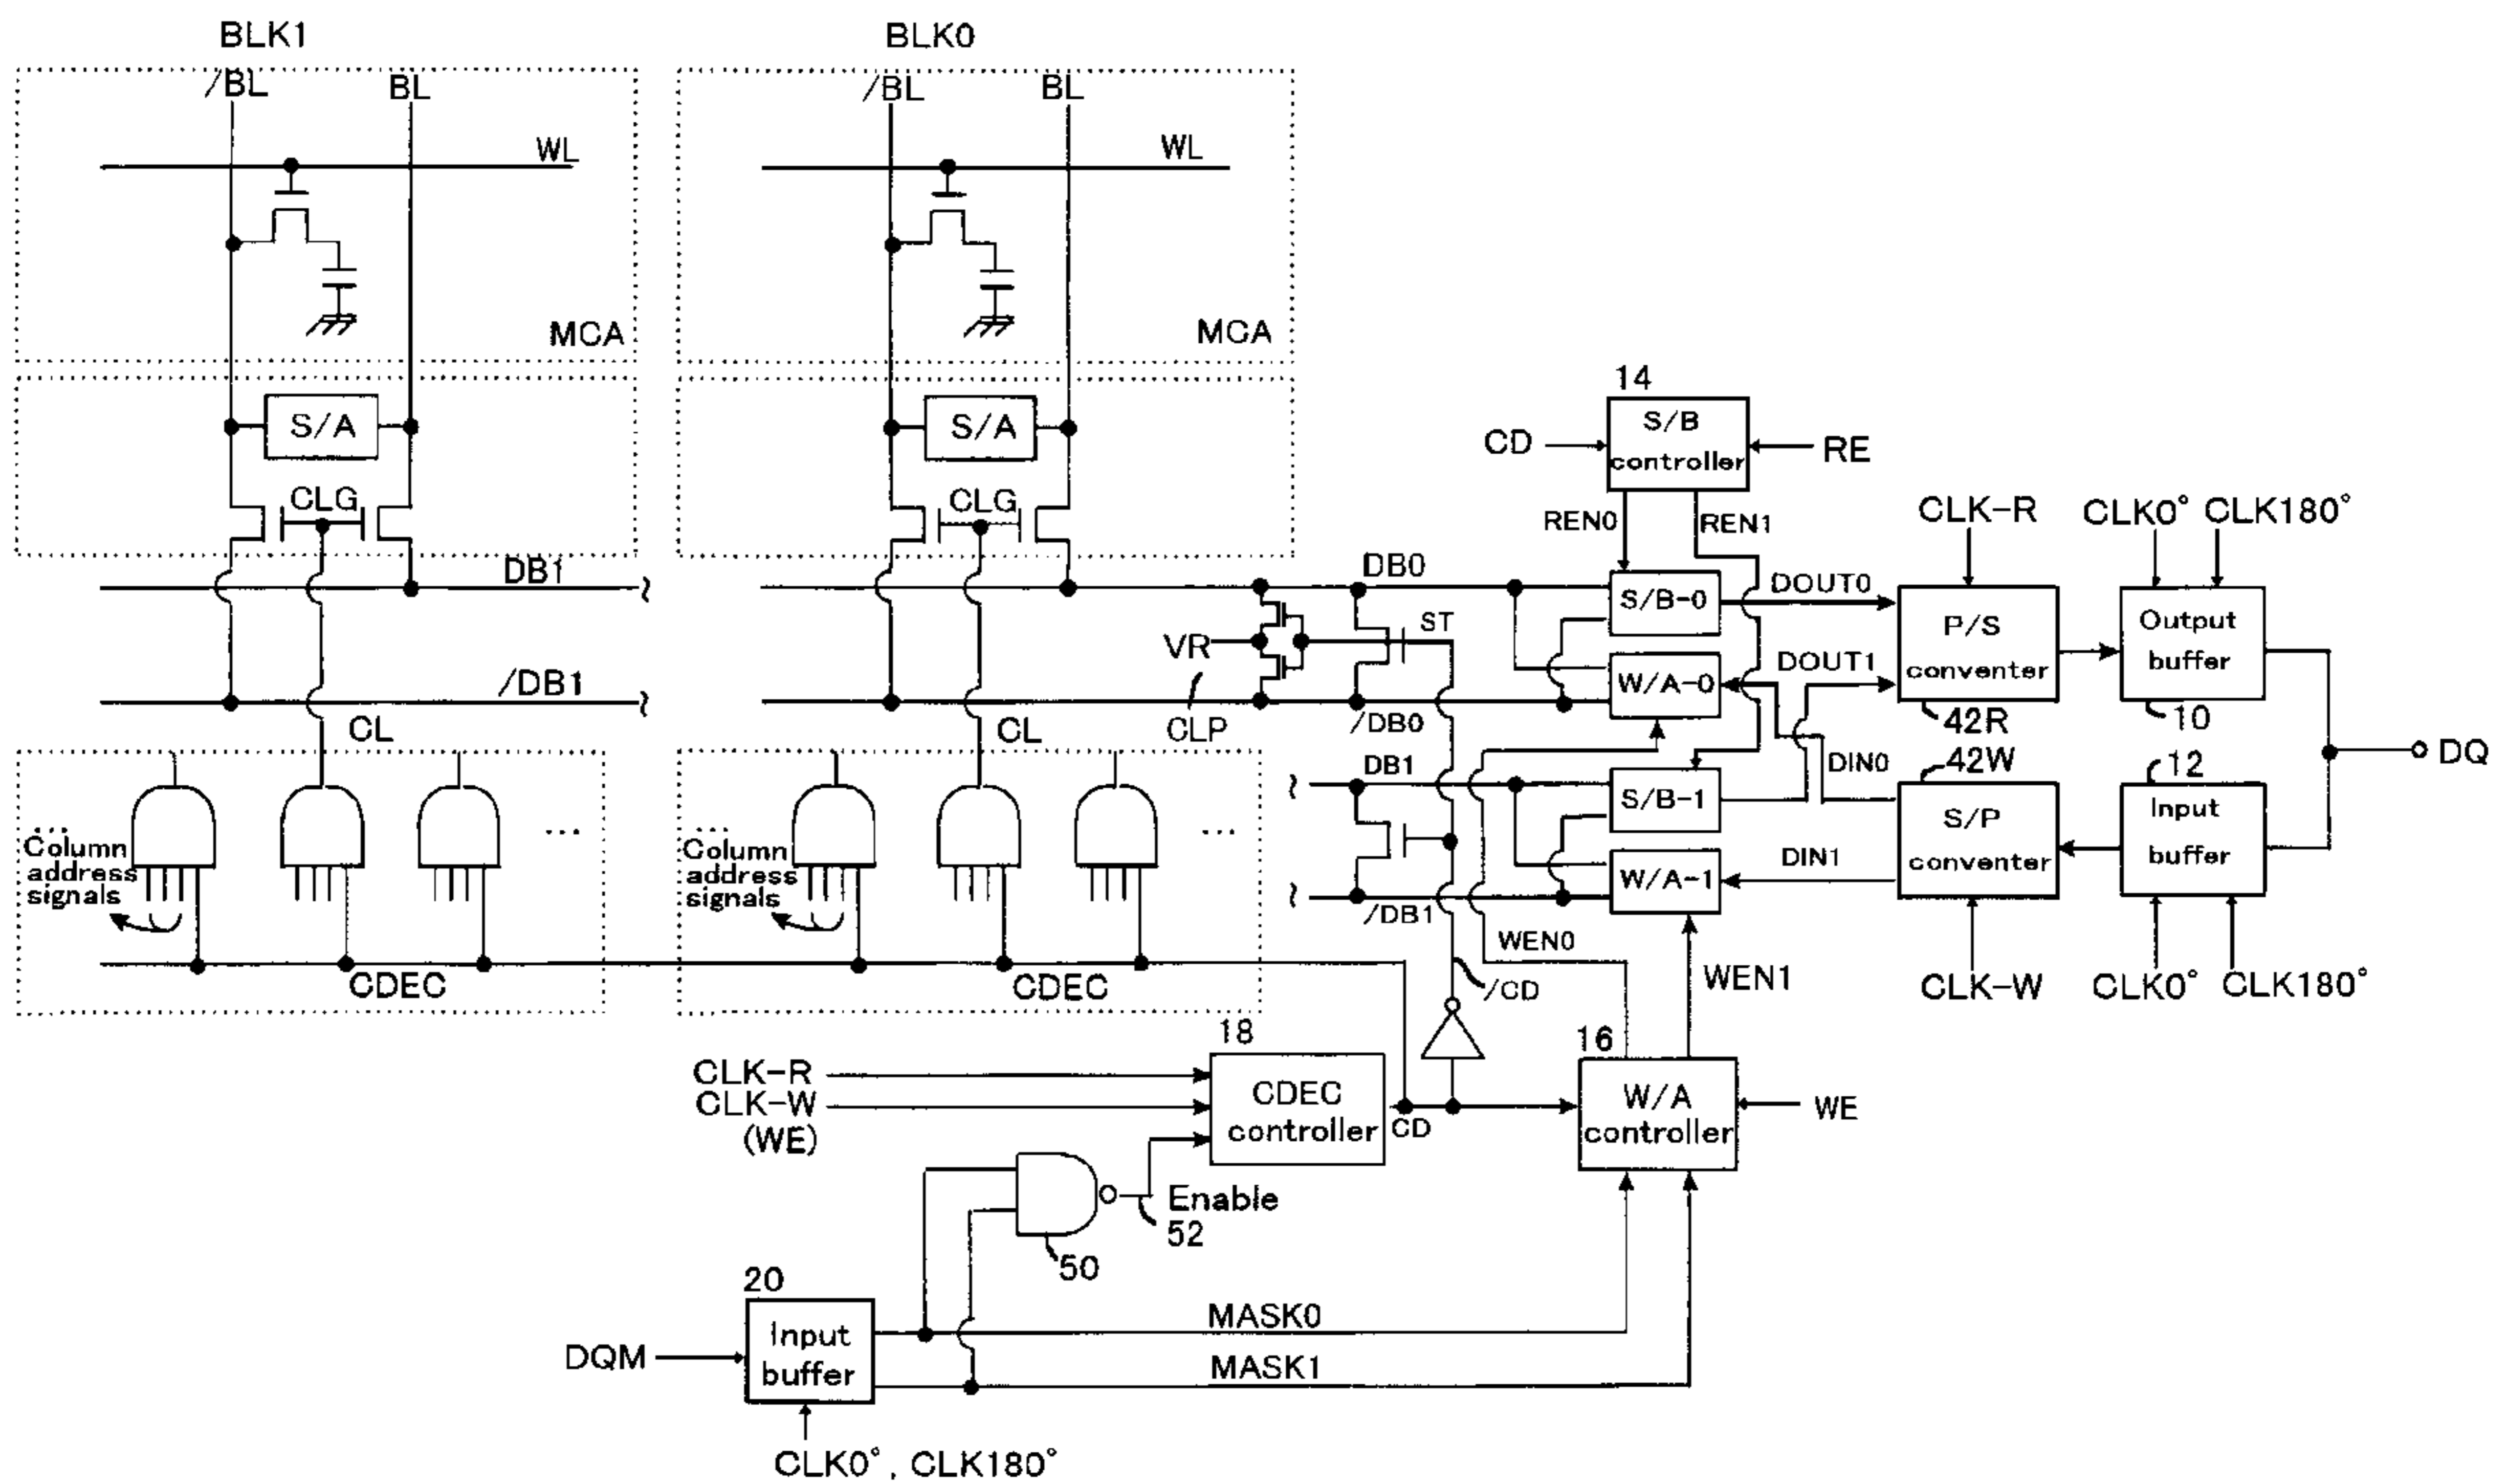 BLK1
BLK0
/BL
BL
/BL
BL
WL
WL
MCA
MCA
S/A
S/A
CLG
CLG
DB1
/DB1
CL
CL
DB0
ST
VR
CLP
/DB0
DB1
/DB1
14
S/B
controller
CD
RE
REN0
REN1
CLK-R
CLK0°
CLK180°
S/B-0
DOUT0
W/A-0
DOUT1
P/S
conventer
Output
buffer
42R
10
DQ
42W
12
DIN0
S/B-1
W/A-1
DIN1
S/P
conventer
Input
buffer
CLK-W
CLK0°
CLK180°
WEN0
WEN1
/CD
...
Column
address
signals
...
...
Column
address
signals
...
CDEC
CDEC
18
CLK-R
CLK-W
(WE)
CDEC
controller
CD
16
W/A
controller
WE
Enable
52
50
20
Input
buffer
DQM
MASK0
MASK1
CLK0°, CLK180°